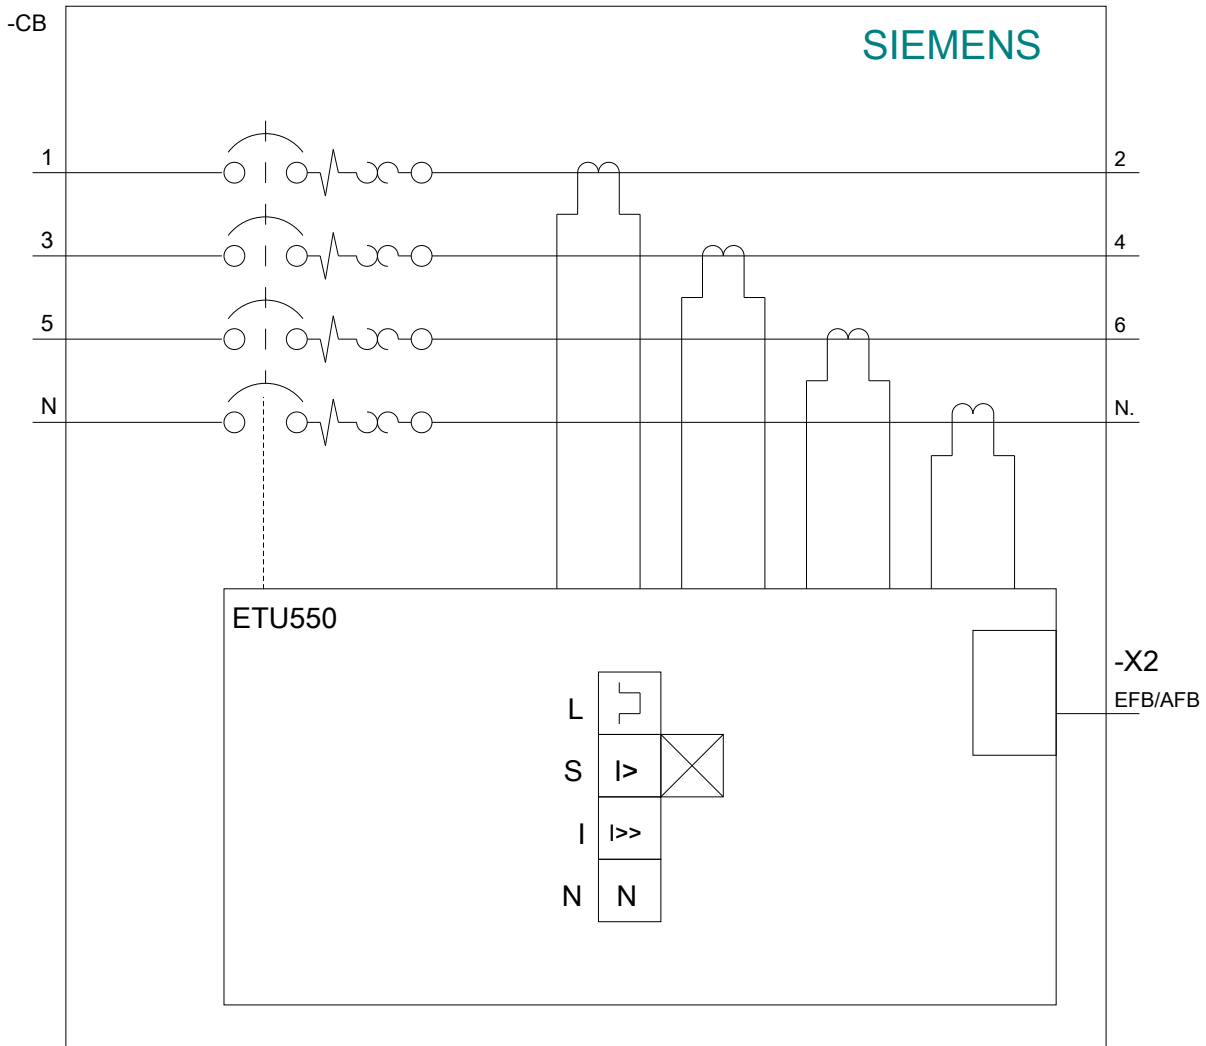 -CB
SIEMENS
1
2
3
4
5
6
N
N.
ETU550
-X2
EFB/AFB
L
S I>
I I>>
N N